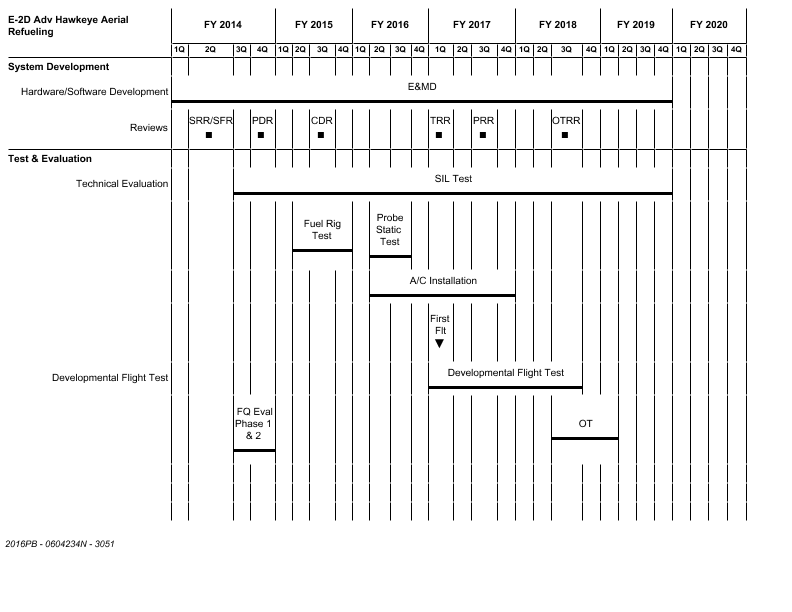 E-2D Adv Hawkeye Aerial
Refueling
FY 2014 FY 2015 FY 2016 FY 2017 FY 2018 FY 2019 FY 2020
1Q 2Q 3Q 4Q 1Q 2Q 3Q 4Q 1Q 2Q 3Q 4Q 1Q 2Q 3Q 4Q 1Q 2Q 3Q 4Q 1Q 2Q 3Q 4Q 1Q 2Q 3Q 4Q
System Development
Hardware/Software Development
E&MD
Reviews
SRR/SFR PDR CDR TRR PRR OTRR
Test & Evaluation
Technical Evaluation
SIL Test
Fuel Rig
Test
Probe
Static
Test
A/C Installation
First
Flt
Developmental Flight Test
Developmental Flight Test
FQ Eval
Phase 1
& 2
OT
2016PB - 0604234N - 3051